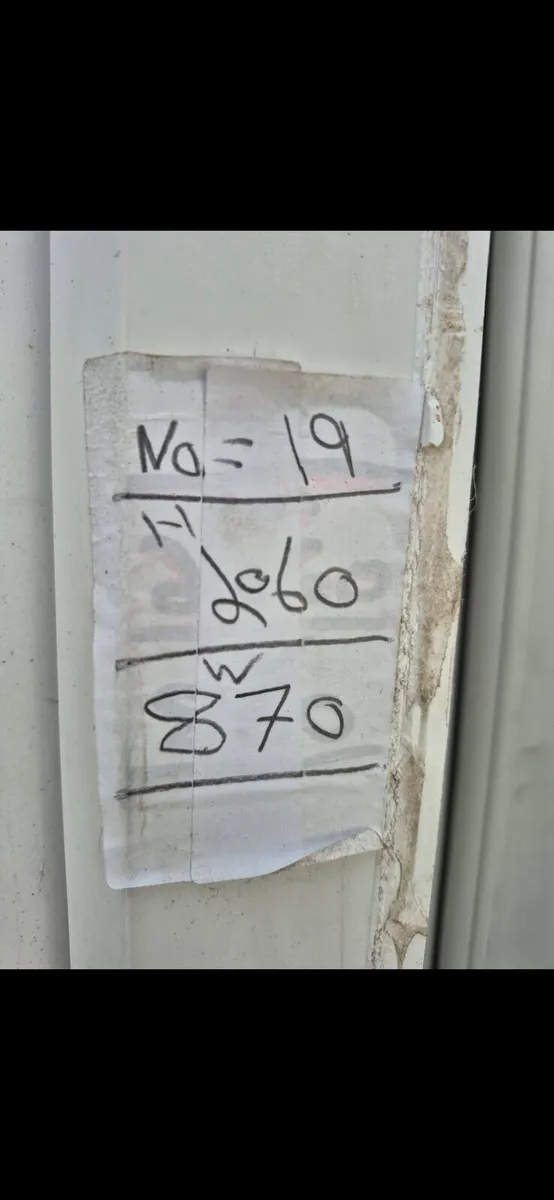 No = 19
H
2060
W
870